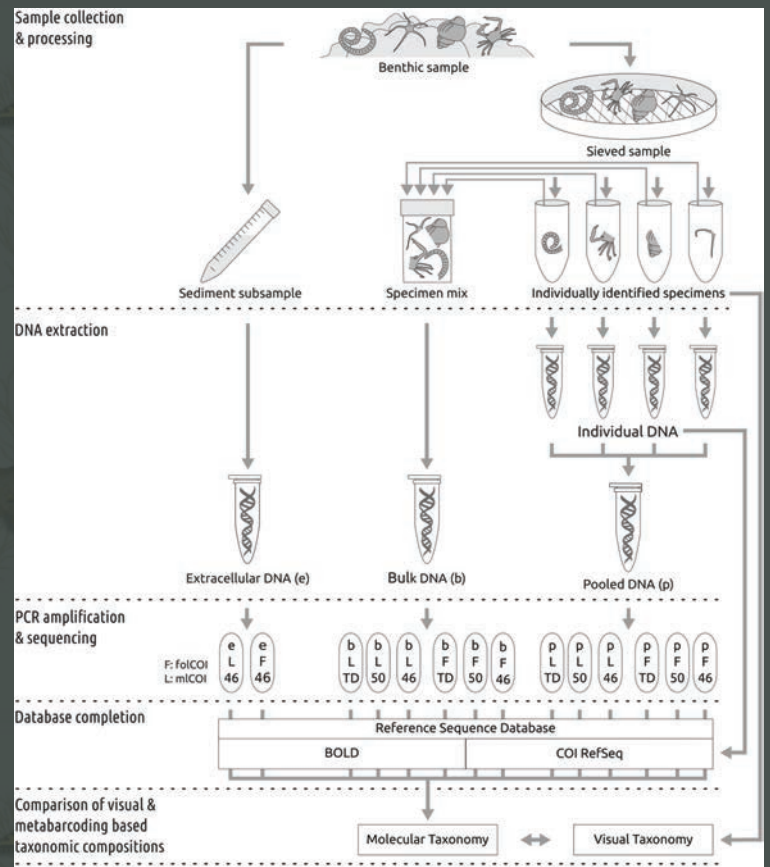 Sample collection
& processing
Benthic sample
Sieved sample
Sediment subsample
Specimen mix
Individually identified specimens
DNA extraction
Individual DNA
Extracellular DNA (e)
Bulk DNA (b)
Pooled DNA (p)
PCR amplification
& sequencing
F: folCOI
L: mlCOI
e L 46
e F 46
b L TD
b L 50
b L 46
b F TD
b F 50
b F 46
p L TD
p L 50
p L 46
p F TD
p F 50
p F 46
Database completion
Reference Sequence Database
BOLD
COI RefSeq
Comparison of visual &
metabarcoding based
taxonomic compositions
Molecular Taxonomy
Visual Taxonomy